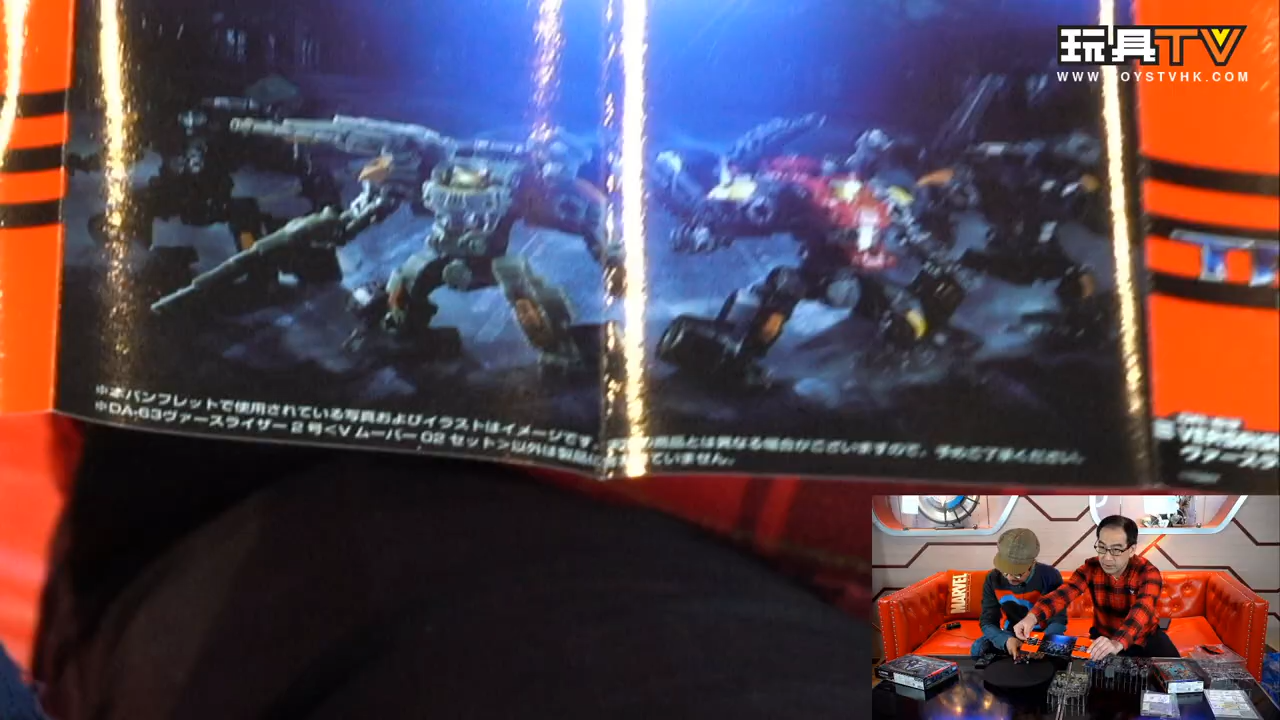 玩具TV
WWW.TOYSTVHK.COM
※本パンフレットで使用されている写真およびイラストはイメージです。 商品とは異なる場合がございますので、予めご了承ください。
※DA-63ヴァースライザー2号<Vムーバー02セット>以外は製品に ていません。
MARVEL